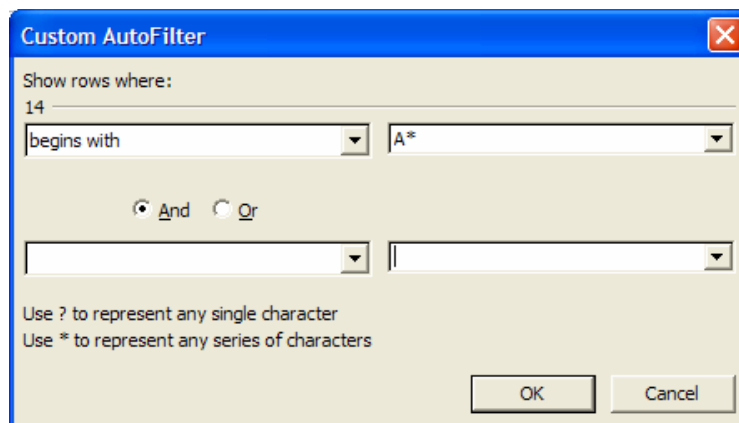 Custom AutoFilter
Show rows where:
14
begins with A*
And Or
Use ? to represent any single character
Use * to represent any series of characters
OK Cancel